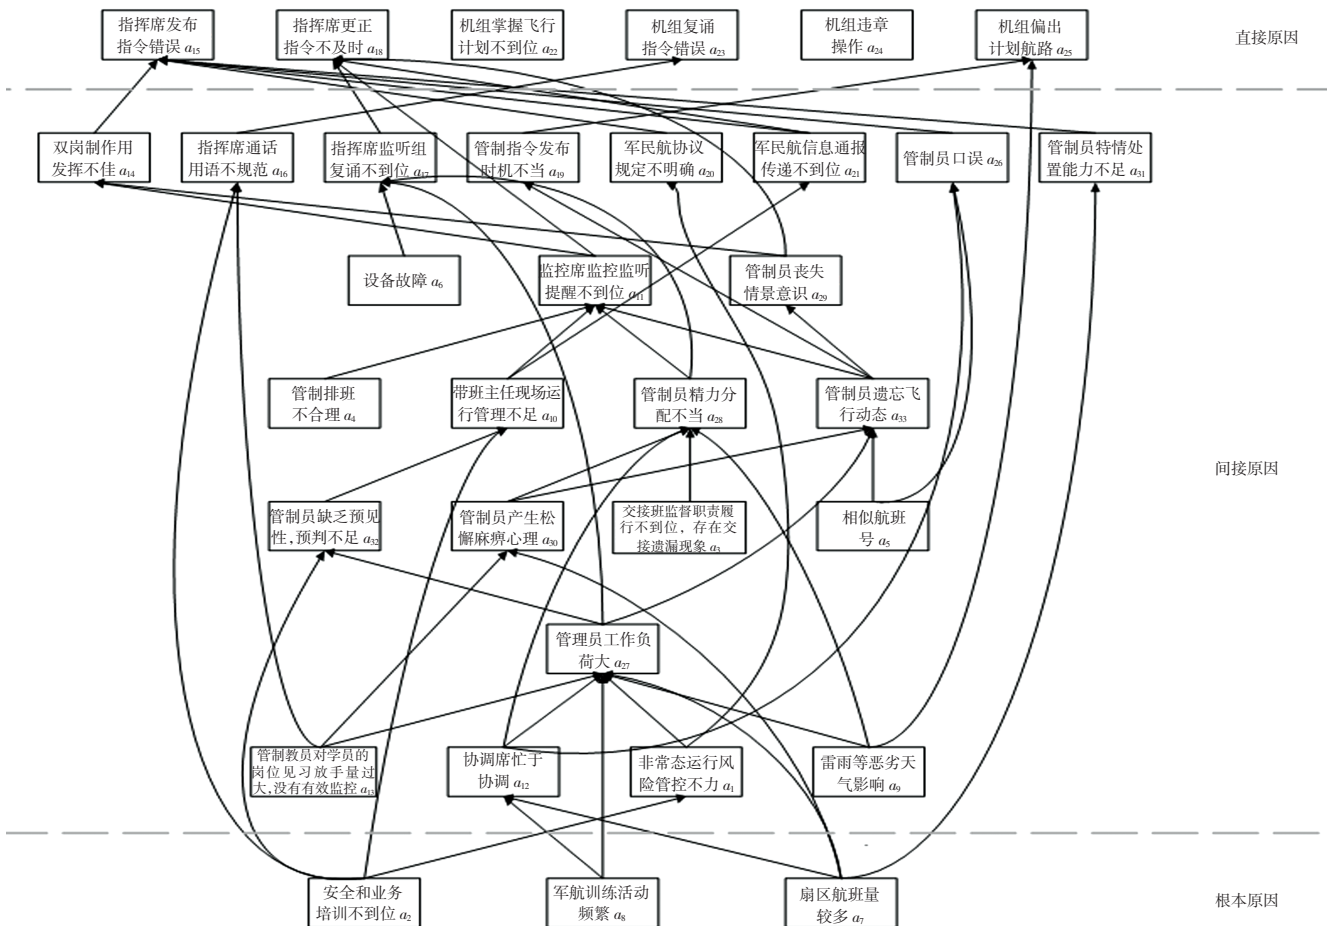 指挥席发布
指令错误 a15
指挥席更正
指令不及时 a18
机组掌握飞行
计划不到位 a22
机组复诵
指令错误 a23
机组违章
操作 a24
机组偏出
计划航路 a25
直接原因
双岗制作用
发挥不佳 a14
指挥席通话
用语不规范 a16
指挥席监听组
复诵不到位 a17
管制指令发布
时机不当 a19
军民航协议
规定不明确 a20
军民航信息通报
传递不到位 a21
管制员口误 a26
管制员特情处
置能力不足 a31
设备故障 a6
监控席监控监听
提醒不到位 a11
管制员丧失
情景意识 a29
管制排班
不合理 a4
带班主任现场运
行管理不足 a10
管制员精力分
配不当 a28
管制员遗忘飞
行动态 a33
间接原因
管制员缺乏预见
性,预判不足 a32
管制员产生松
懈麻痹心理 a30
交接班监督职责履
行不到位，存在交
接遗漏现象 a3
相似航班
号 a5
管理员工作负
荷大 a27
管制教员对学员的
岗位见习放手量过
大,没有有效监控 a13
协调席忙于
协调 a12
非常态运行风
险管控不力 a1
雷雨等恶劣天
气影响 a9
安全和业务
培训不到位 a2
军航训练活动
频繁 a8
扇区航班量
较多 a7
根本原因